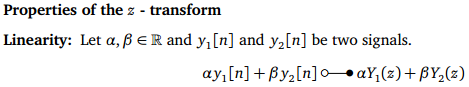 Properties of the z - transform
Linearity: Let α, β ∈ ℝ and y₁[n] and y₂[n] be two signals.
αy₁[n] + βy₂[n] ○—● αY₁(z) + βY₂(z)